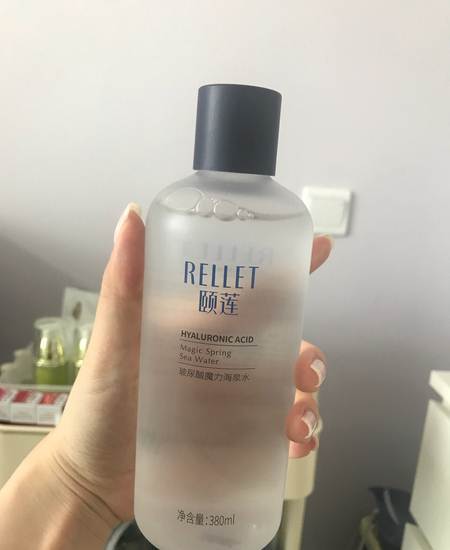 RELLET
颐莲
HYALURONIC ACID
Magic Spring
Sea Water
玻尿酸魔力海泉水
净含量:380ml